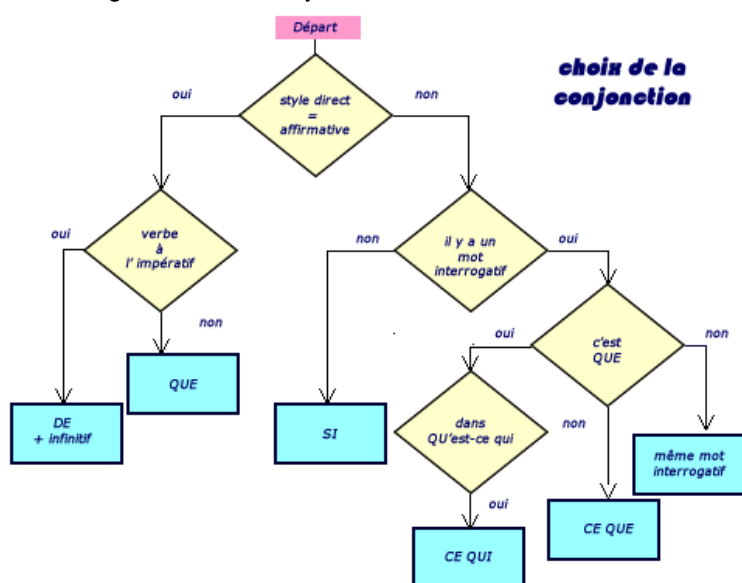 Départ
choix de la
conjonction
oui
style direct
=
affirmative
non
oui
verbe
à
l' impératif
non
non
il y a un
mot
interrogatif
oui
oui
c'est
QUE
non
DE
+ infinitif
QUE
SI
dans
QU'est-ce qui
non
même mot
interrogatif
oui
CE QUI
CE QUE